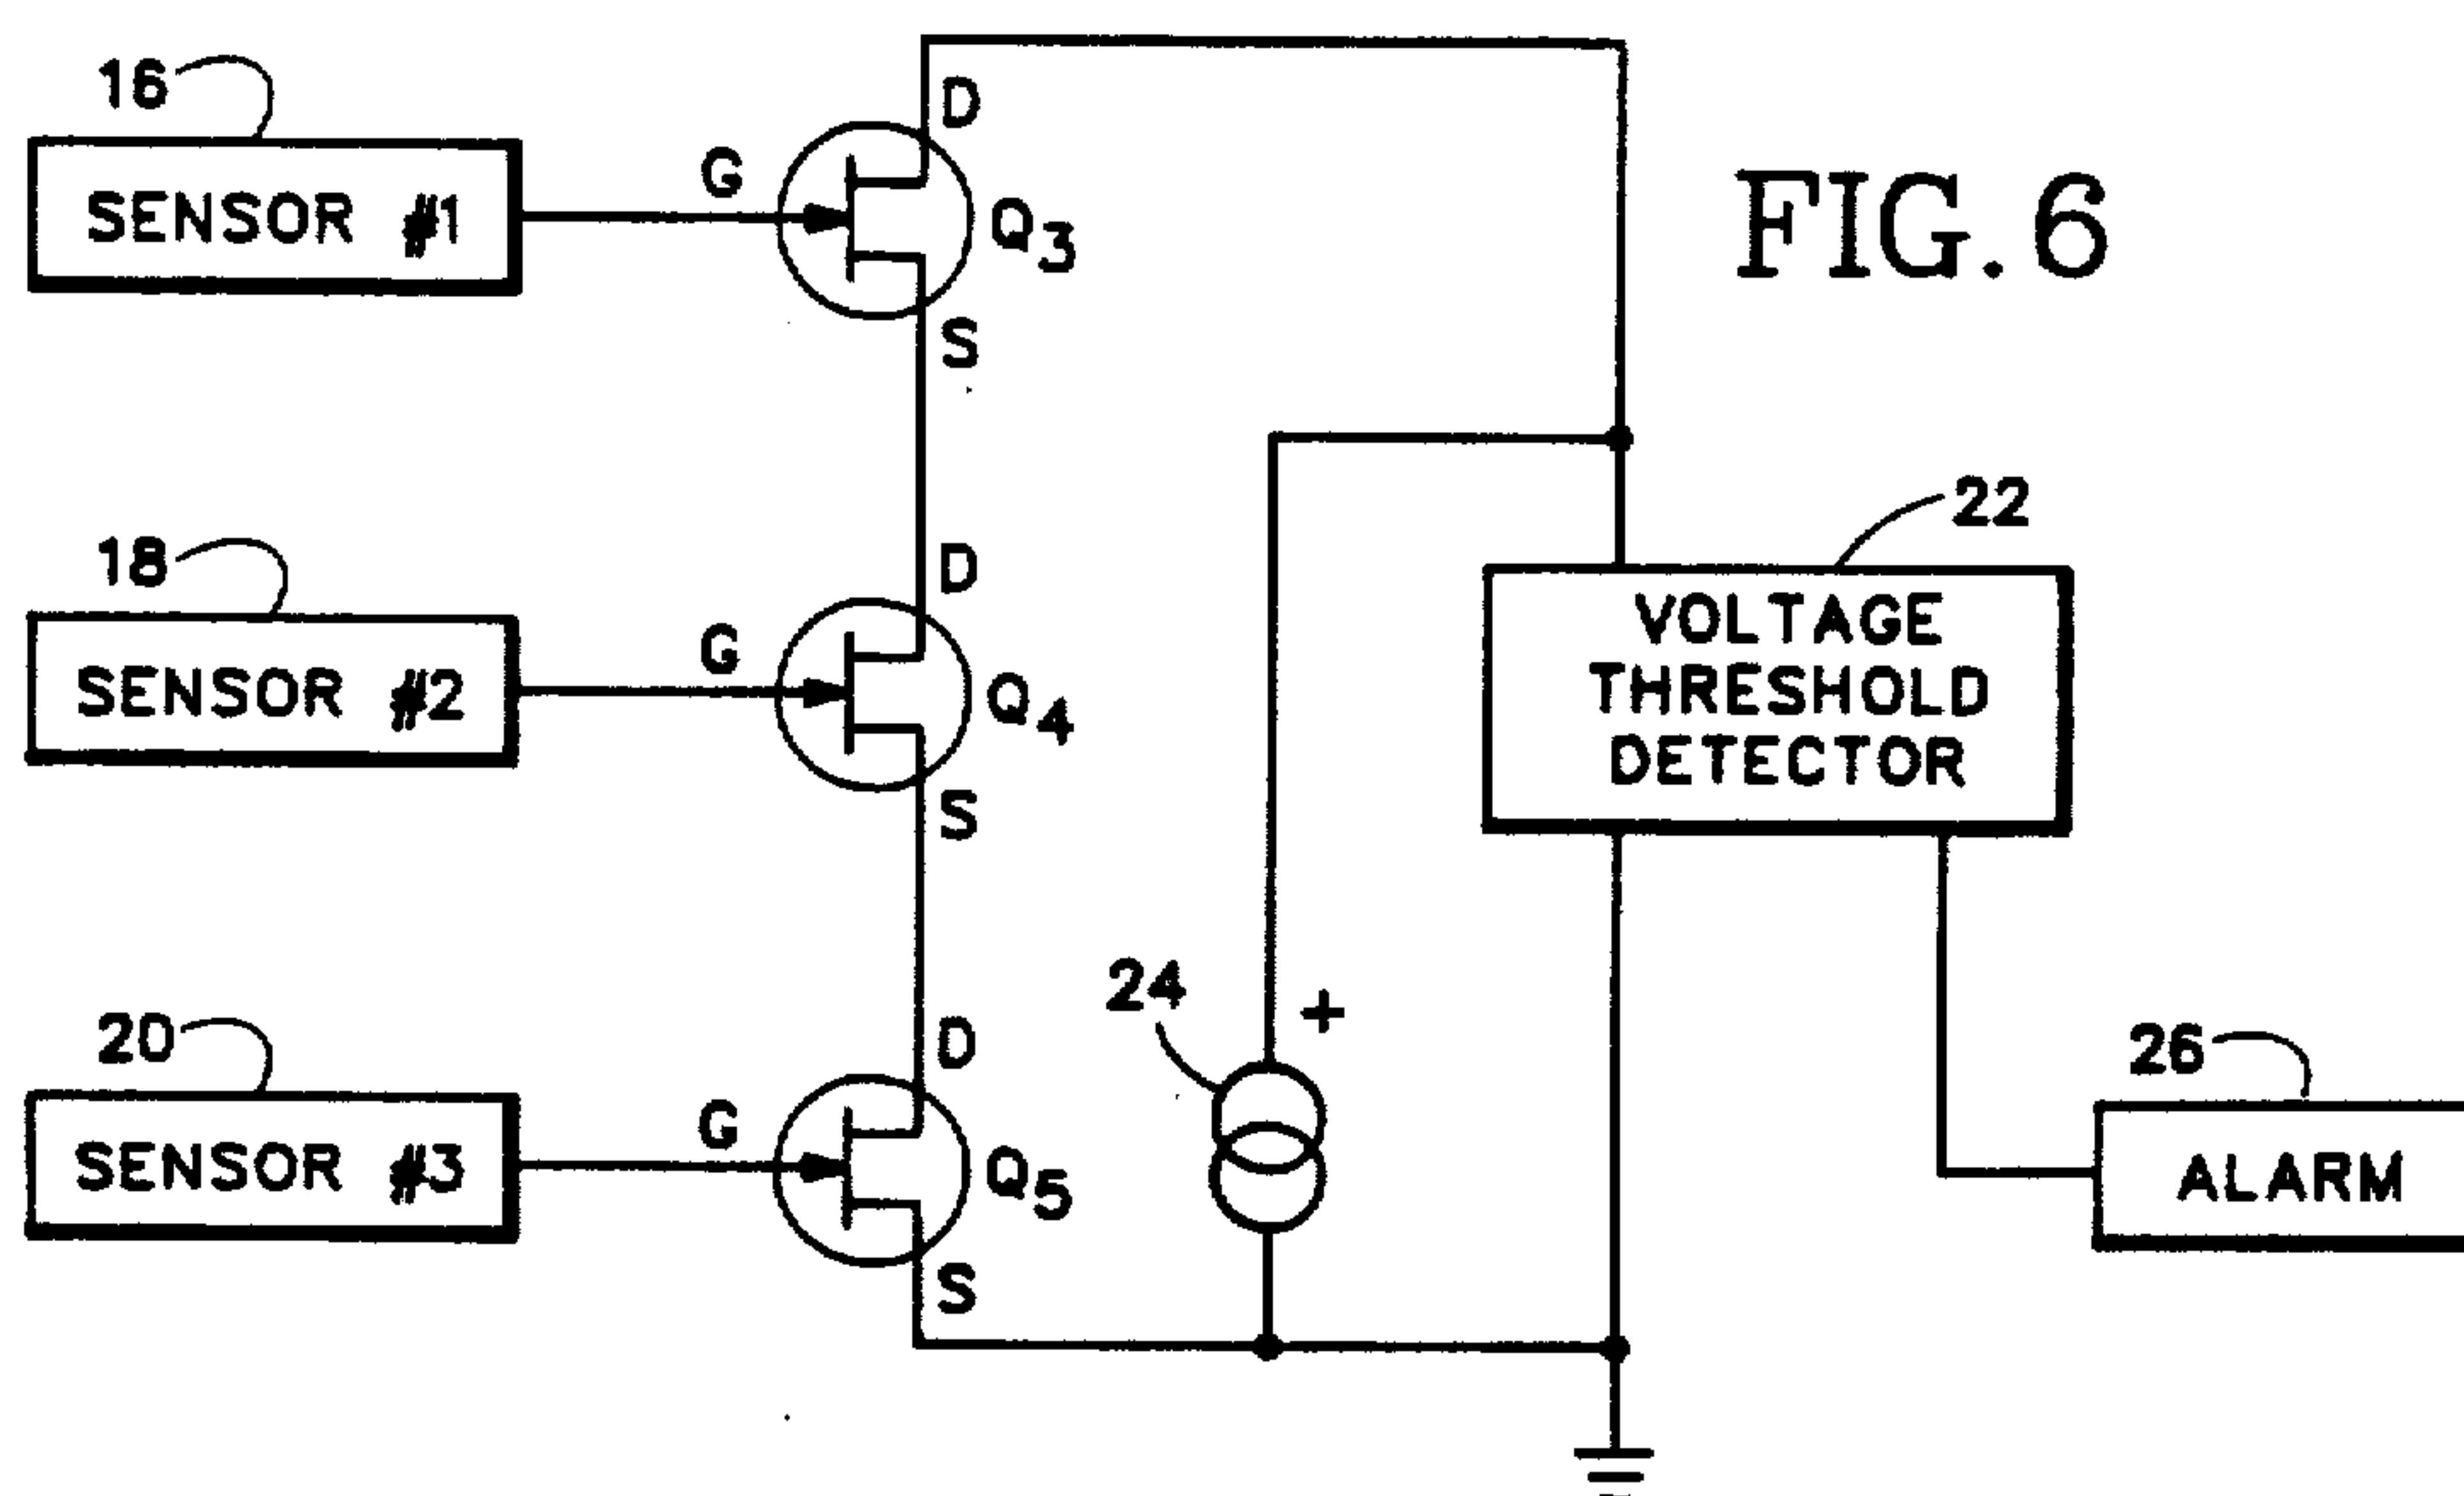 16
D
SENSOR #1
G
Q3
FIG. 6
S
22
18
D
SENSOR #2
G
Q4
VOLTAGE
THRESHOLD
DETECTOR
S
24
+
20
D
26
SENSOR #3
G
Q5
ALARM
S